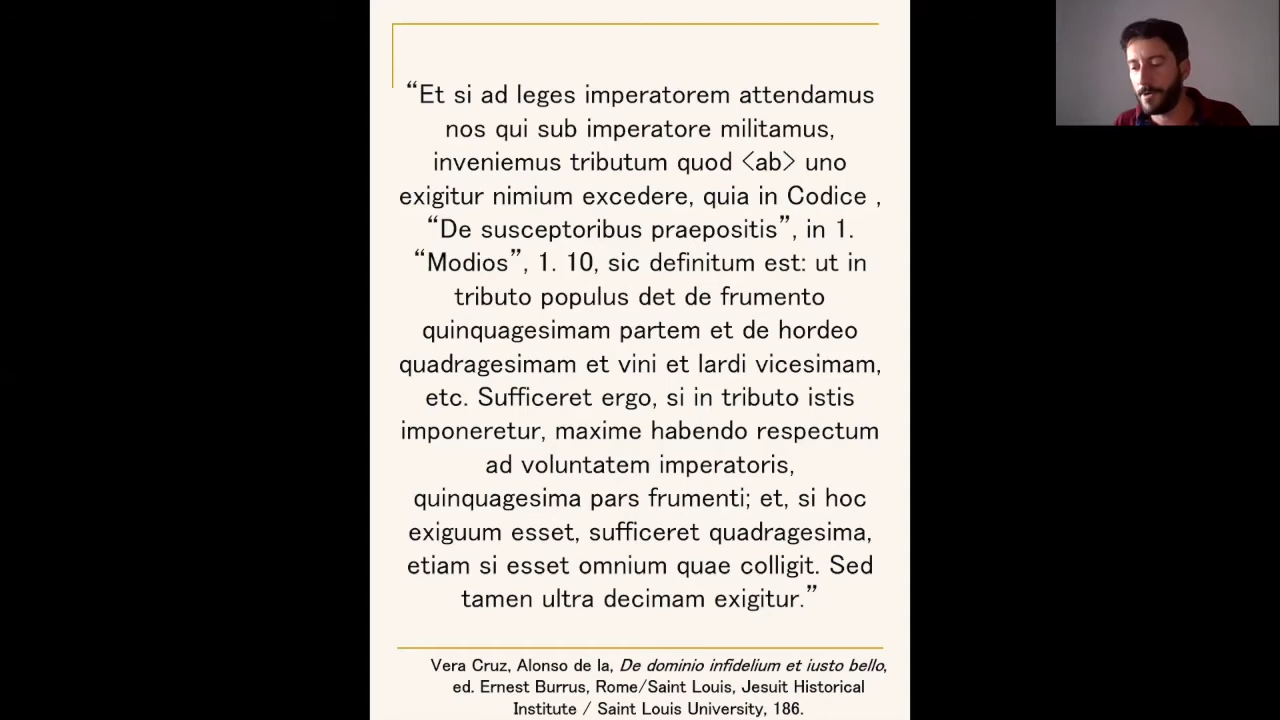 “Et si ad leges imperatorem attendamus
nos qui sub imperatore militamus,
inveniemus tributum quod <ab> uno
exigitur nimium excedere, quia in Codice ,
“De susceptoribus praepositis”, in 1.
“Modios”, 1. 10, sic definitum est: ut in
tributo populus det de frumento
quinquagesimam partem et de hordeo
quadragesimam et vini et lardi vicesimam,
etc. Sufficeret ergo, si in tributo istis
imponeretur, maxime habendo respectum
ad voluntatem imperatoris,
quinquagesima pars frumenti; et, si hoc
exiguum esset, sufficeret quadragesima,
etiam si esset omnium quae colligit. Sed
tamen ultra decimam exigitur.”
Vera Cruz, Alonso de la, De dominio infidelium et iusto bello,
ed. Ernest Burrus, Rome/Saint Louis, Jesuit Historical
Institute / Saint Louis University, 186.